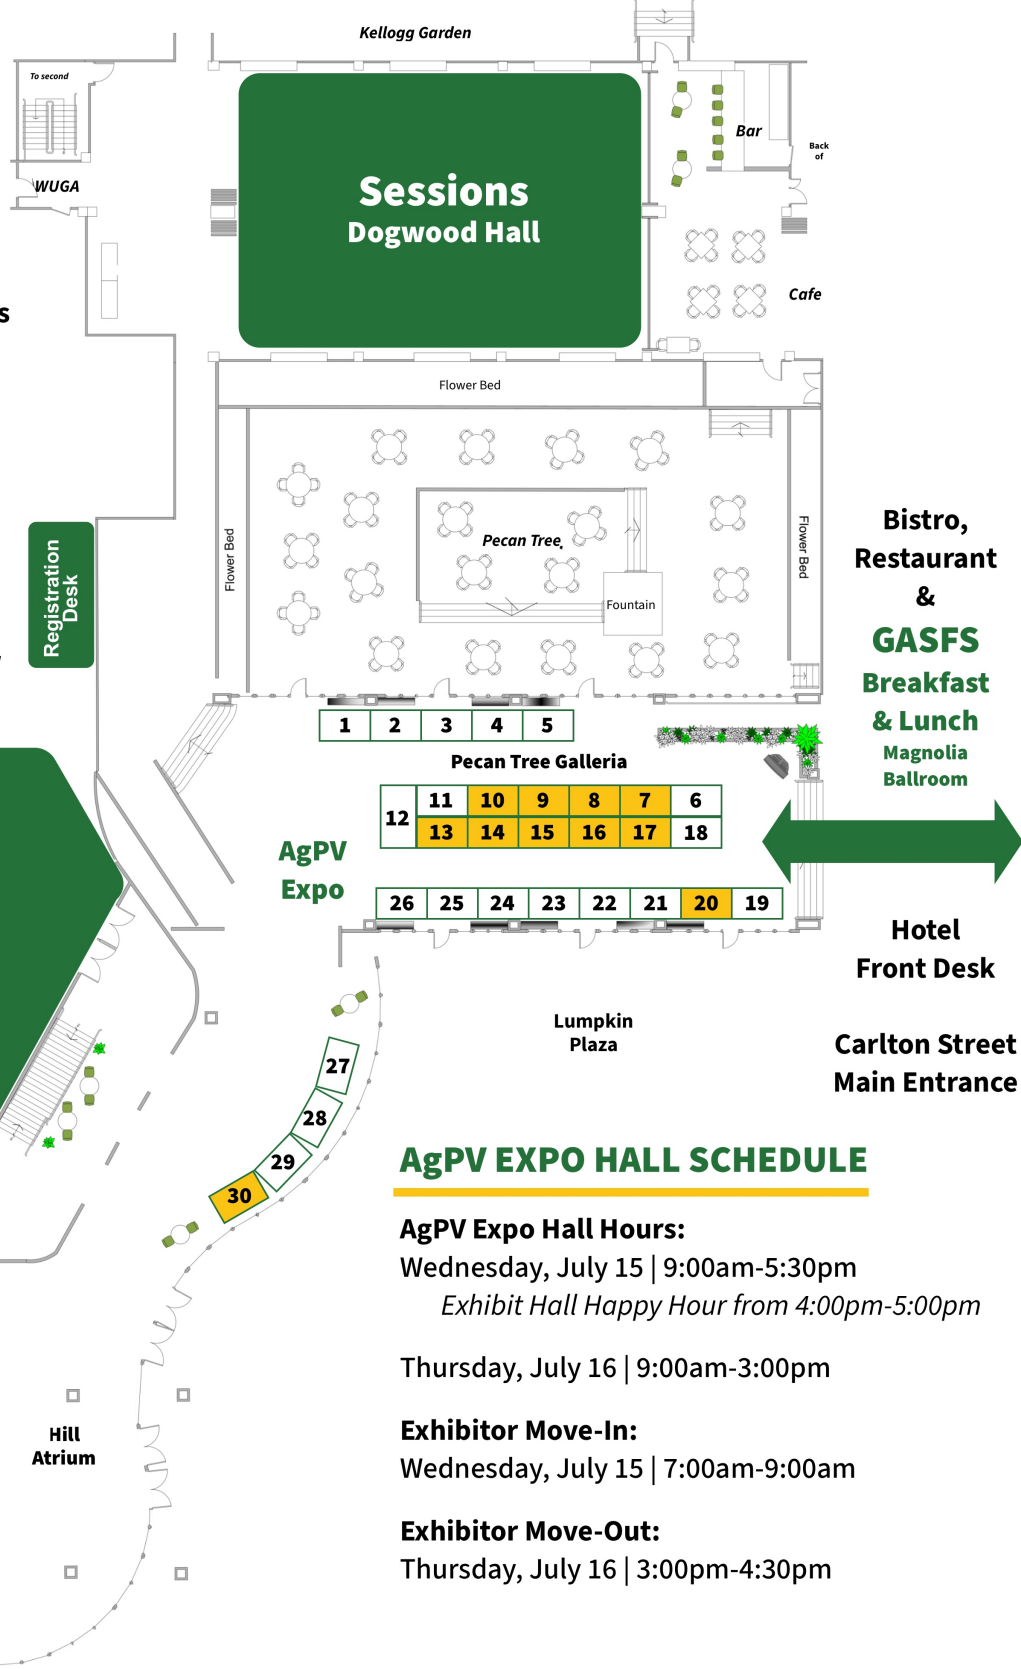 Kellogg Garden
To second
WUGA
Sessions
Dogwood Hall
Bar
Back
of
Cafe
s
Flower Bed
Flower Bed
Flower Bed
Pecan Tree
Fountain
Registration
Desk
Bistro,
Restaurant
&
GASFS
Breakfast
& Lunch
Magnolia
Ballroom
1 2 3 4 5
Pecan Tree Galleria
12
11 10 9 8 7 6
13 14 15 16 17 18
AgPV
Expo
26 25 24 23 22 21 20 19
Hotel
Front Desk
Carlton Street
Main Entrance
Lumpkin
Plaza
27
28
29
30
Hill
Atrium
AgPV EXPO HALL SCHEDULE
AgPV Expo Hall Hours:
Wednesday, July 15 | 9:00am-5:30pm
Exhibit Hall Happy Hour from 4:00pm-5:00pm
Thursday, July 16 | 9:00am-3:00pm
Exhibitor Move-In:
Wednesday, July 15 | 7:00am-9:00am
Exhibitor Move-Out:
Thursday, July 16 | 3:00pm-4:30pm